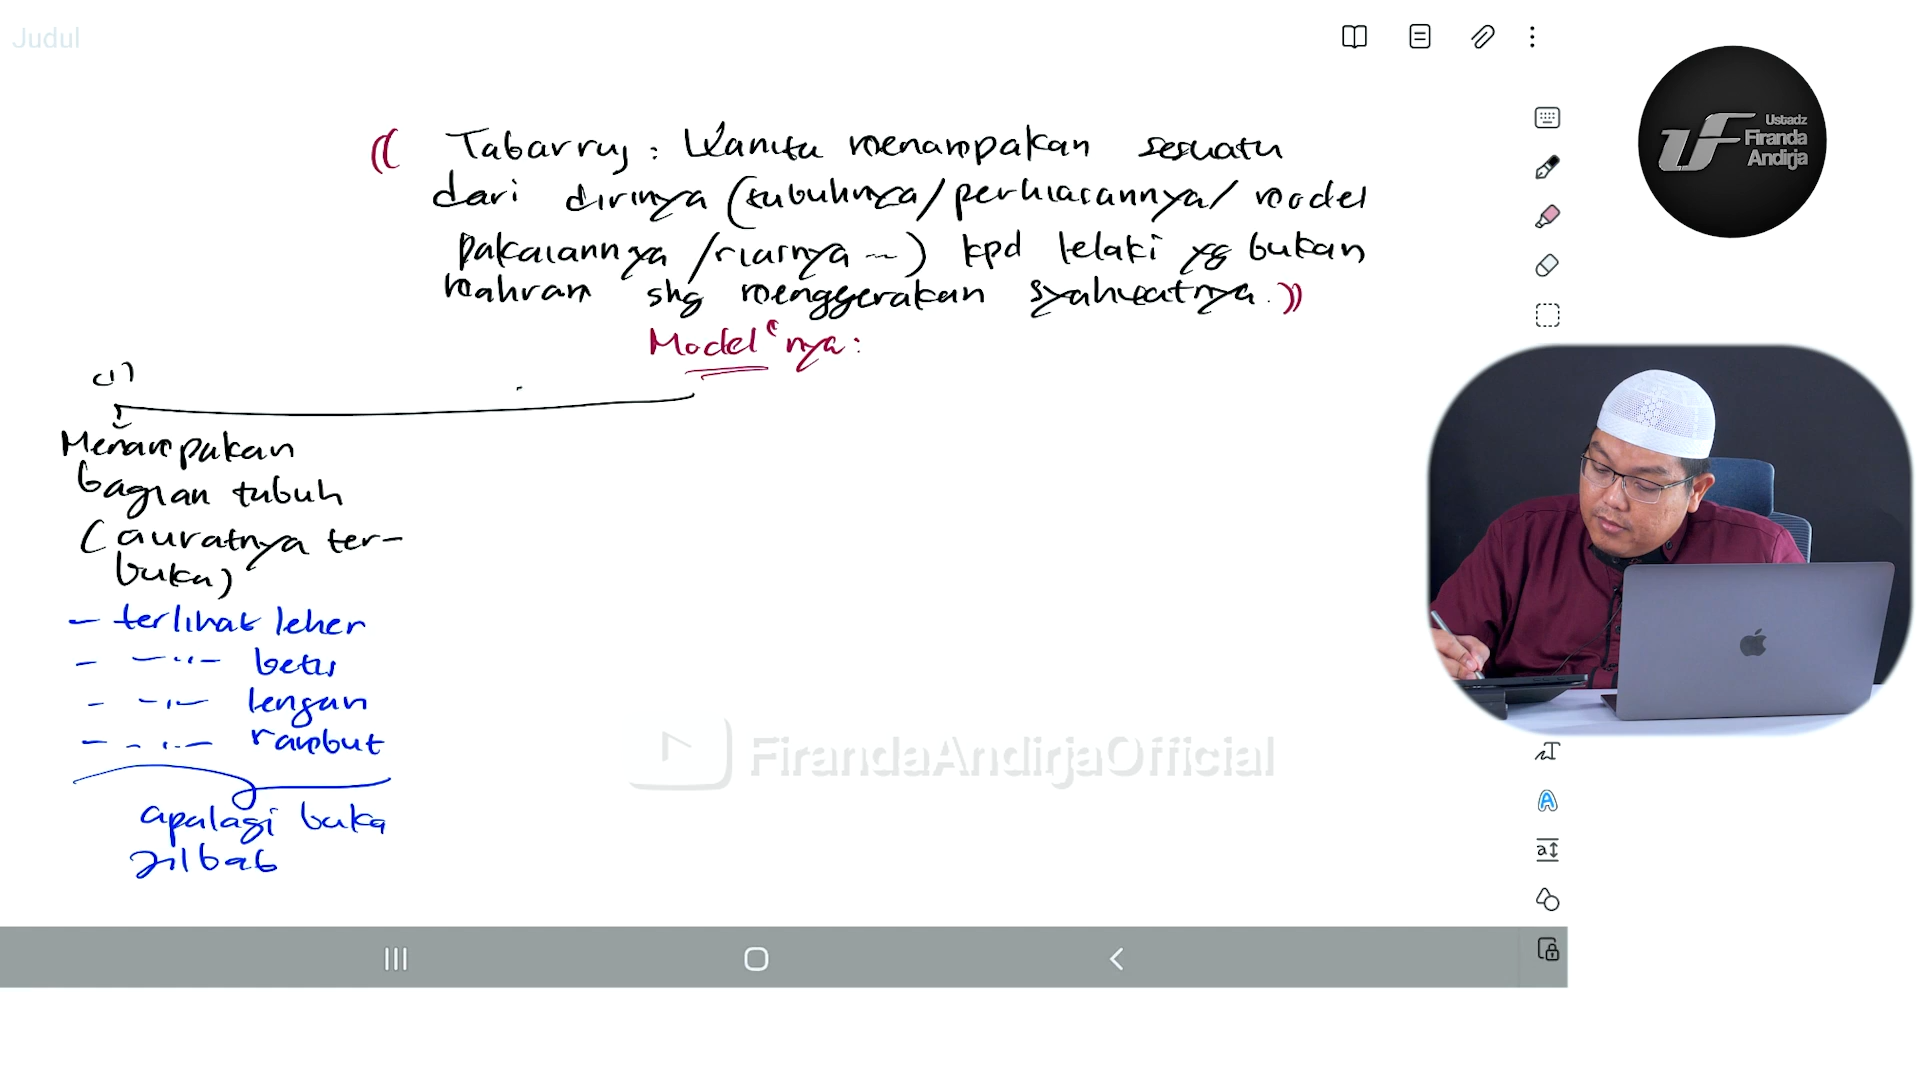 Judul
Ustadz
Firanda
Andirja
(( Tabarruj : Wanita menampakan sesuatu
dari dirinya (tubuhnya/perhiasannya/ model
pakaiannya /riasnya ...) kpd lelaki yg bukan
mahram shg menggerakan syahwatnya. ))
Model² nya :
(1)
Menampakan
bagian tubuh
(auratnya ter-
buka)
- terlihat leher
- -"- betis
- -"- lengan
- -"- rambut
apalagi buka
jilbab
FirandaAndirjaOfficial